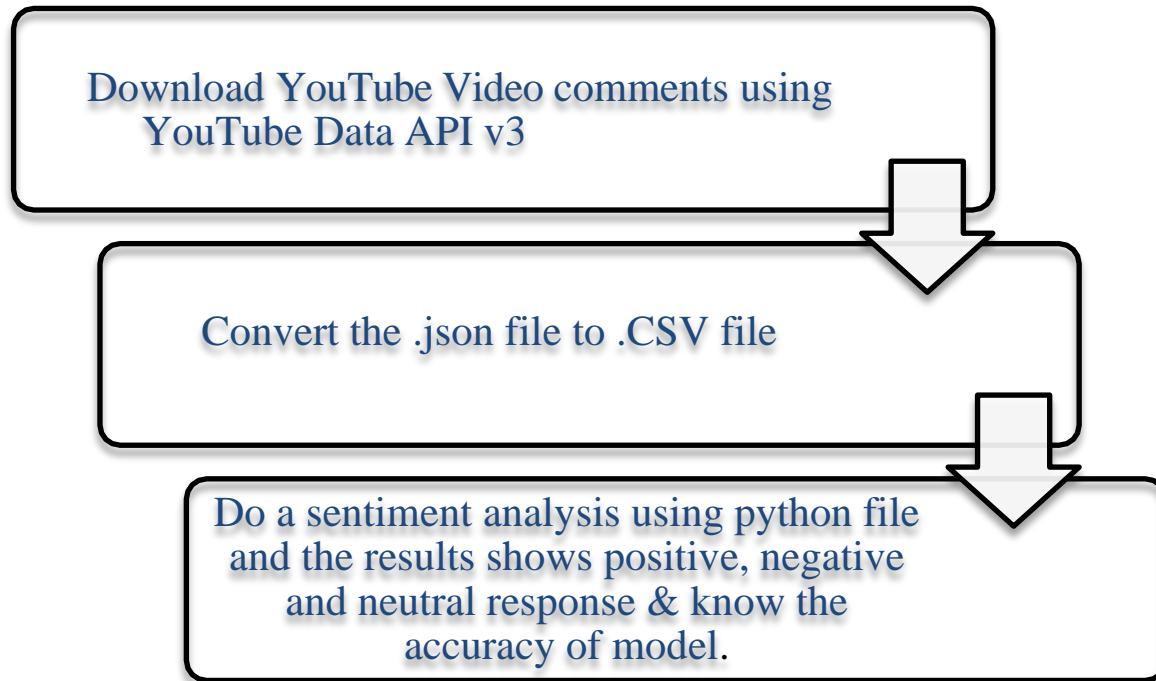 Download YouTube Video comments using
YouTube Data API v3
Convert the .json file to .CSV file
Do a sentiment analysis using python file
and the results shows positive, negative
and neutral response & know the
accuracy of model.